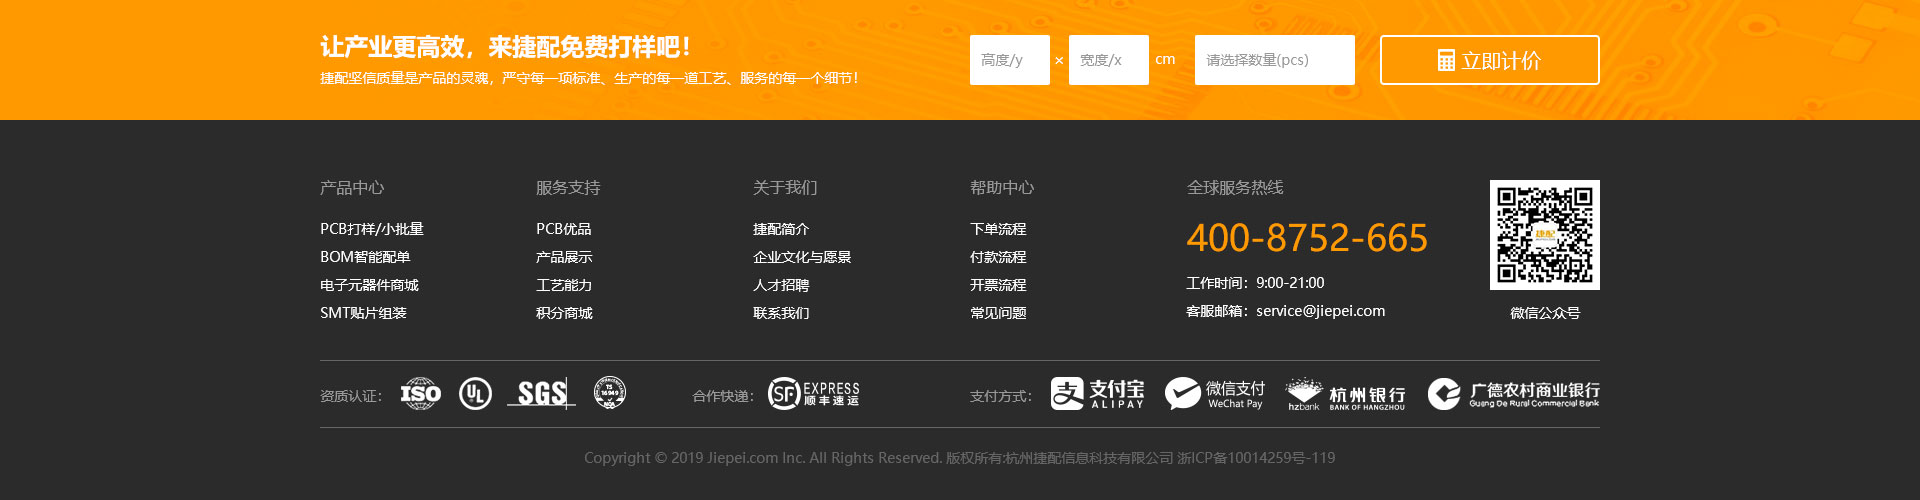 让产业更高效，来捷配免费打样吧！
捷配坚信质量是产品的灵魂，严守每一项标准、生产的每一道工艺、服务的每一个细节！
高度/y × 宽度/x cm 请选择数量(pcs) 立即计价
产品中心
PCB打样/小批量
BOM智能配单
电子元器件商城
SMT贴片组装
服务支持
PCB优品
产品展示
工艺能力
积分商城
关于我们
捷配简介
企业文化与愿景
人才招聘
联系我们
帮助中心
下单流程
付款流程
开票流程
常见问题
全球服务热线
400-8752-665
工作时间：9:00-21:00
客服邮箱：service@jiepei.com
捷配
微信公众号
资质认证：
ISO
UL
SGS
TS
16949
NQA
合作快递：
SF EXPRESS
顺丰速运
支付方式：
支 支付宝
ALIPAY
微信支付
WeChat Pay
hzbank
杭州银行
BANK OF HANGZHOU
广德农村商业银行
Guang De Rural Commercial Bank
Copyright © 2019 Jiepei.com Inc. All Rights Reserved. 版权所有:杭州捷配信息科技有限公司 浙ICP备10014259号-119